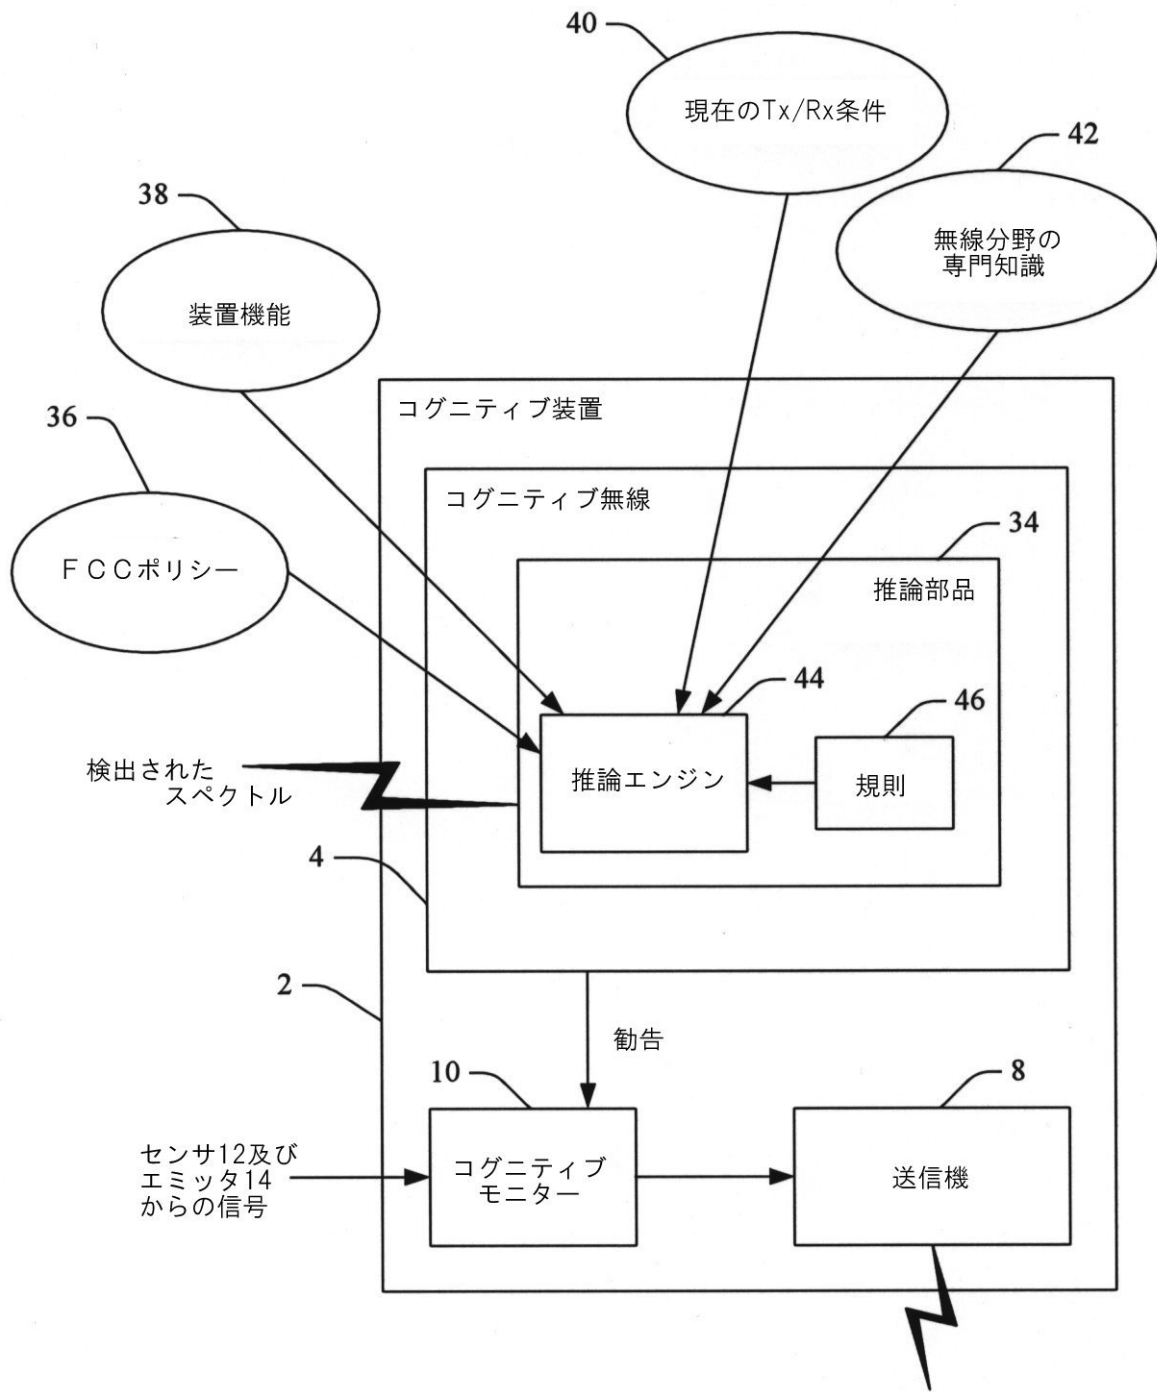 40
現在のTx/Rx条件
42
無線分野の
専門知識
38
装置機能
コグニティブ装置
36
コグニティブ無線
34
ＦＣＣポリシー
推論部品
44
46
検出された
スペクトル
推論エンジン
規則
4
2
勧告
10
8
センサ12及び
エミッタ14
からの信号
コグニティブ
モニター
送信機